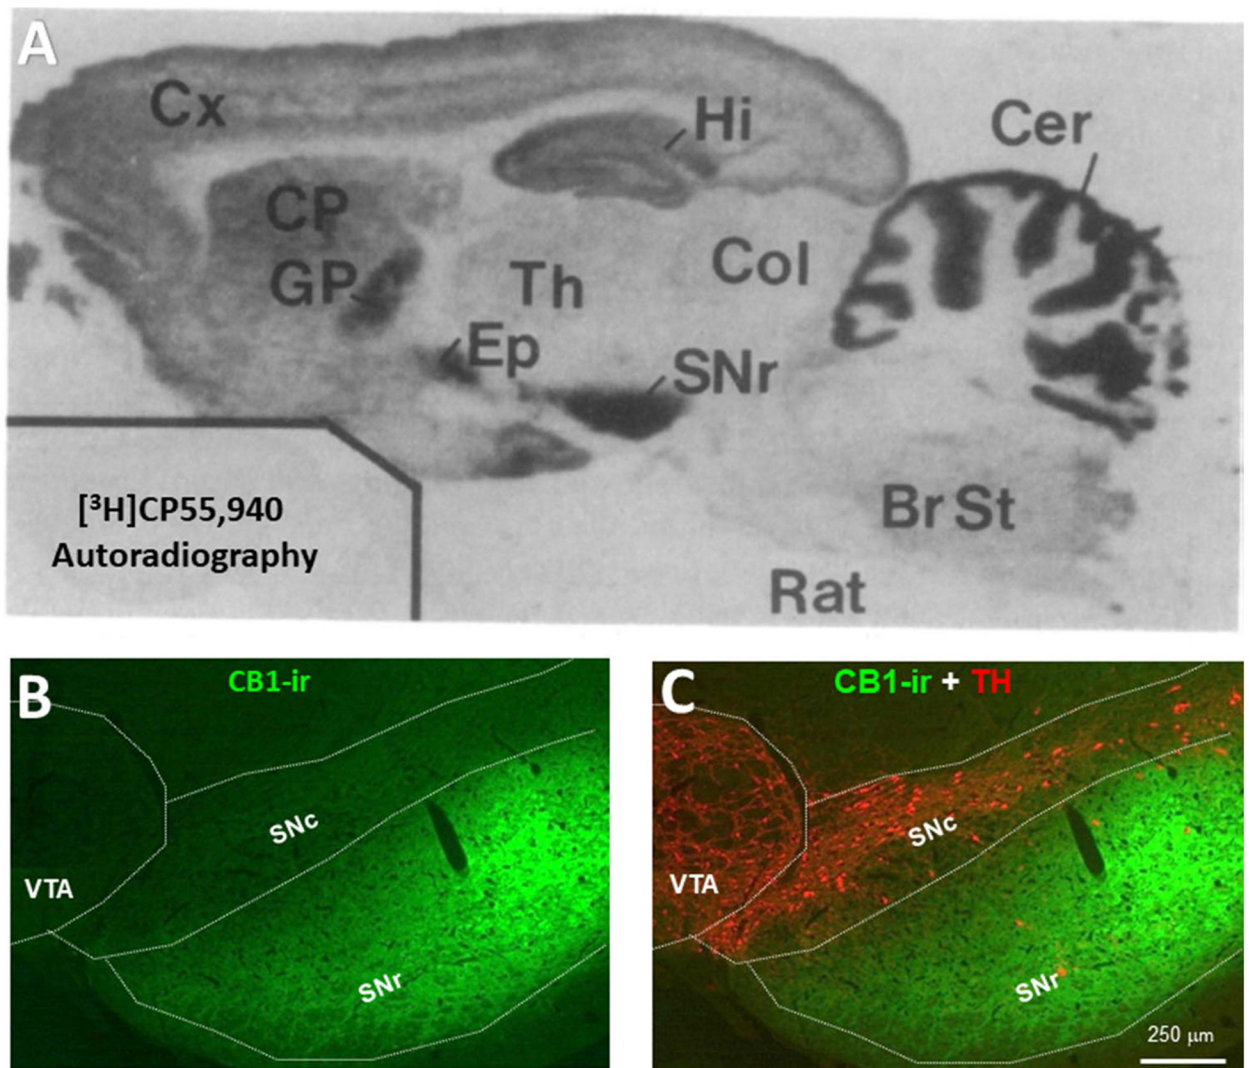 A
Cx
Hi
Cer
CP
GP
Th
Col
Ep
SNr
[³H]CP55,940
Autoradiography
Br St
Rat
B
CB1-ir
SNc
VTA
SNr
C
CB1-ir + TH
SNc
VTA
SNr
250 μm